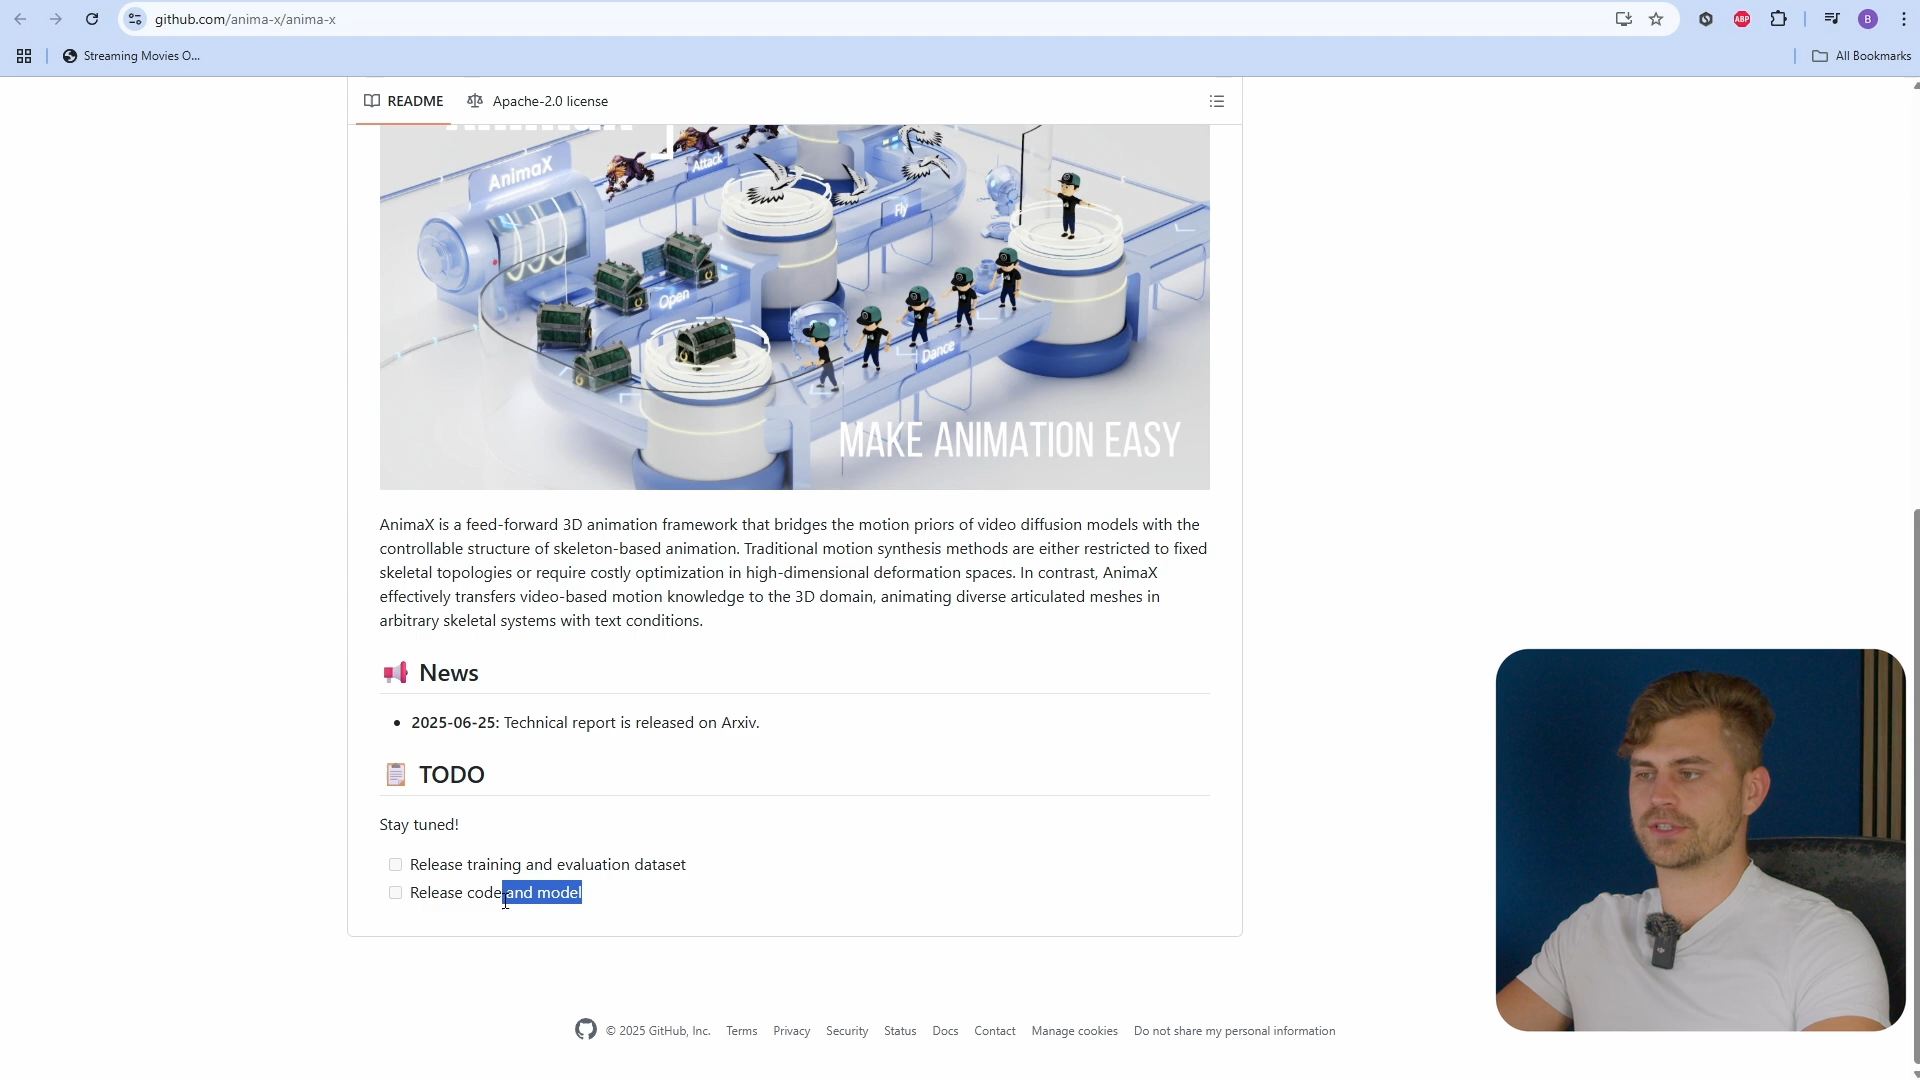 github.com/anima-x/anima-x
ABP
B
Streaming Movies O...
All Bookmarks
README
Apache-2.0 license
AnimaX
Attack
Fly
Open
Dance
MAKE ANIMATION EASY
AnimaX is a feed-forward 3D animation framework that bridges the motion priors of video diffusion models with the
controllable structure of skeleton-based animation. Traditional motion synthesis methods are either restricted to fixed
skeletal topologies or require costly optimization in high-dimensional deformation spaces. In contrast, AnimaX
effectively transfers video-based motion knowledge to the 3D domain, animating diverse articulated meshes in
arbitrary skeletal systems with text conditions.
News
2025-06-25: Technical report is released on Arxiv.
TODO
Stay tuned!
Release training and evaluation dataset
Release code and model
© 2025 GitHub, Inc. Terms Privacy Security Status Docs Contact Manage cookies Do not share my personal information